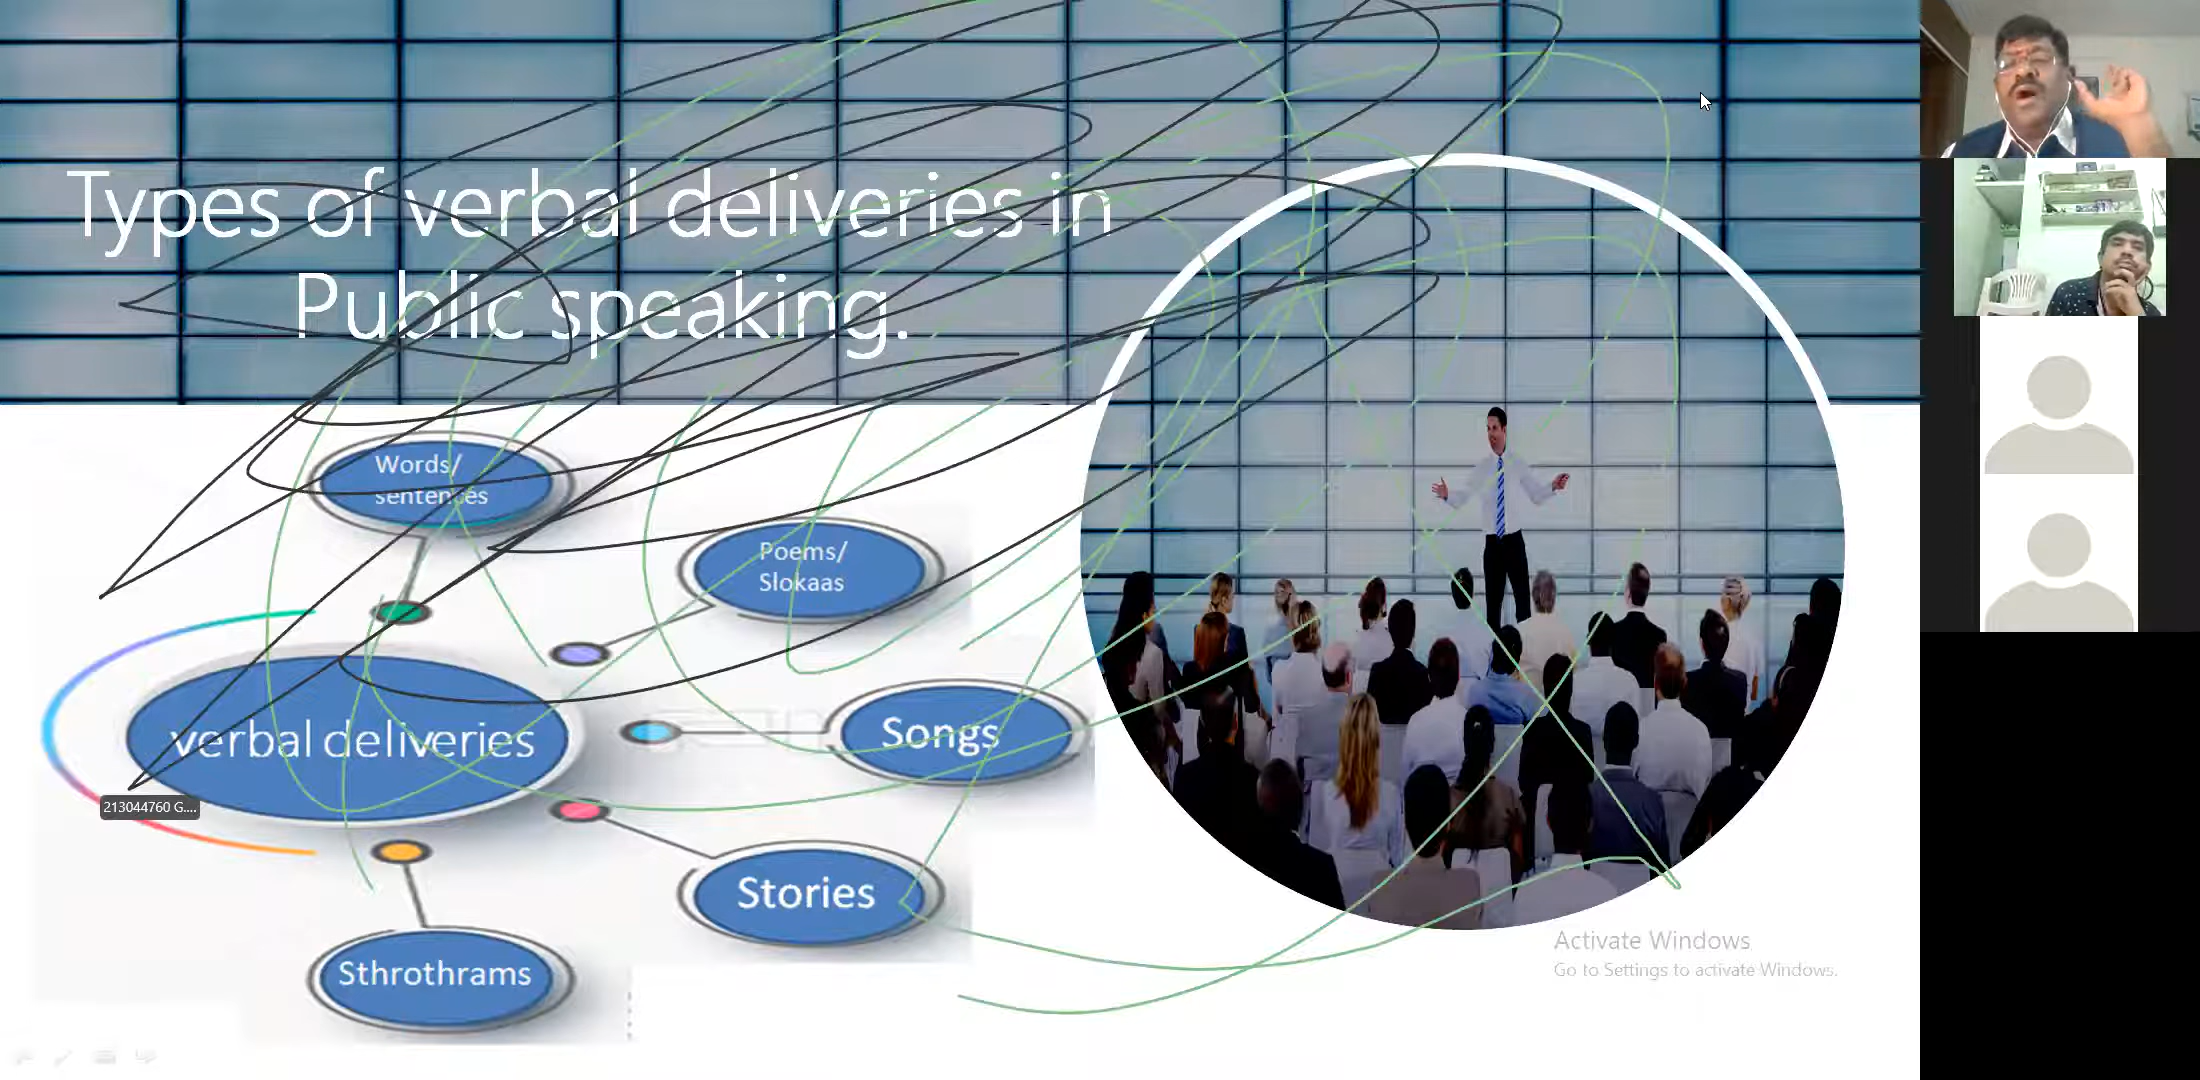 Types of verbal deliveries in
Public speaking.
Words/
sentences
Poems/
Slokaas
Songs
verbal deliveries
213044760 G....
Stories
Sthrothrams
Activate Windows
Go to Settings to activate Windows.